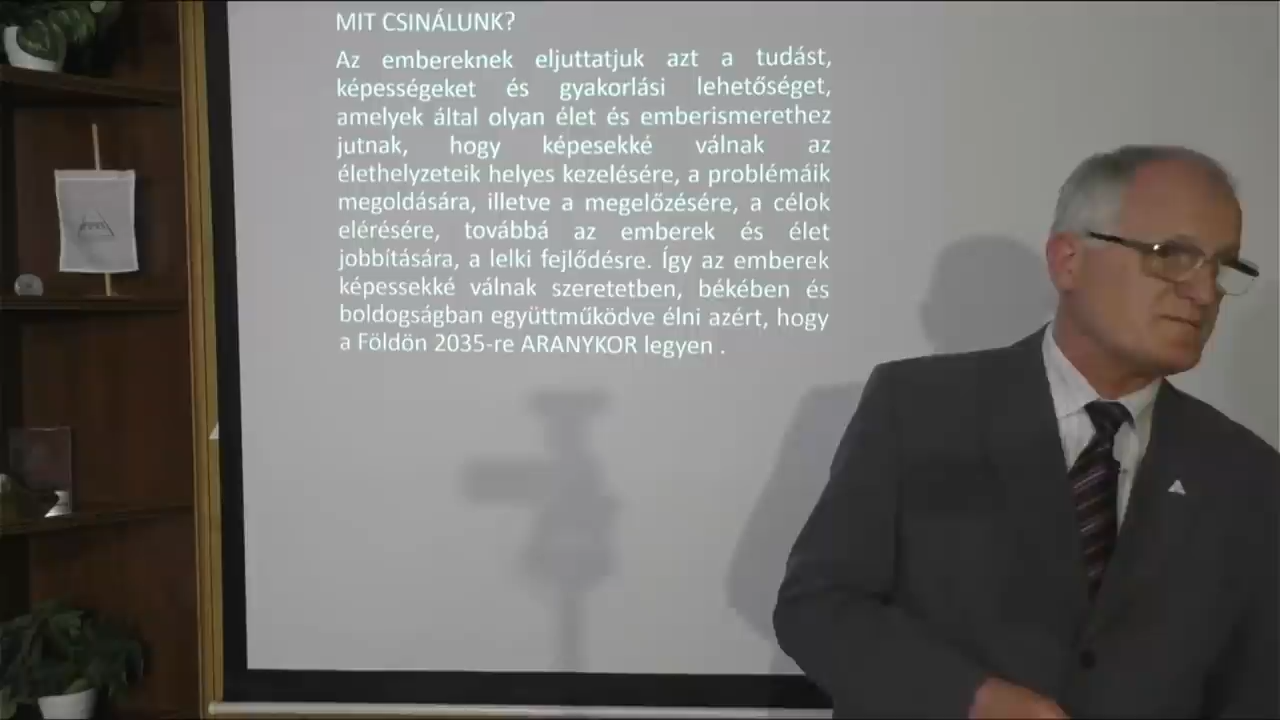 MIT CSINÁLUNK?
Az embereknek eljuttatjuk azt a tudást,
képességeket és gyakorlási lehetőséget,
amelyek által olyan élet és emberismerethez
jutnak, hogy képesekké válnak az
élethelyzeteik helyes kezelésére, a problémáik
megoldására, illetve a megelőzésére, a célok
elérésére, továbbá az emberek és élet
jobbítására, a lelki fejlődésre. Így az emberek
képessekké válnak szeretetben, békében és
boldogságban együttműködve élni azért, hogy
a Földön 2035-re ARANYKOR legyen .